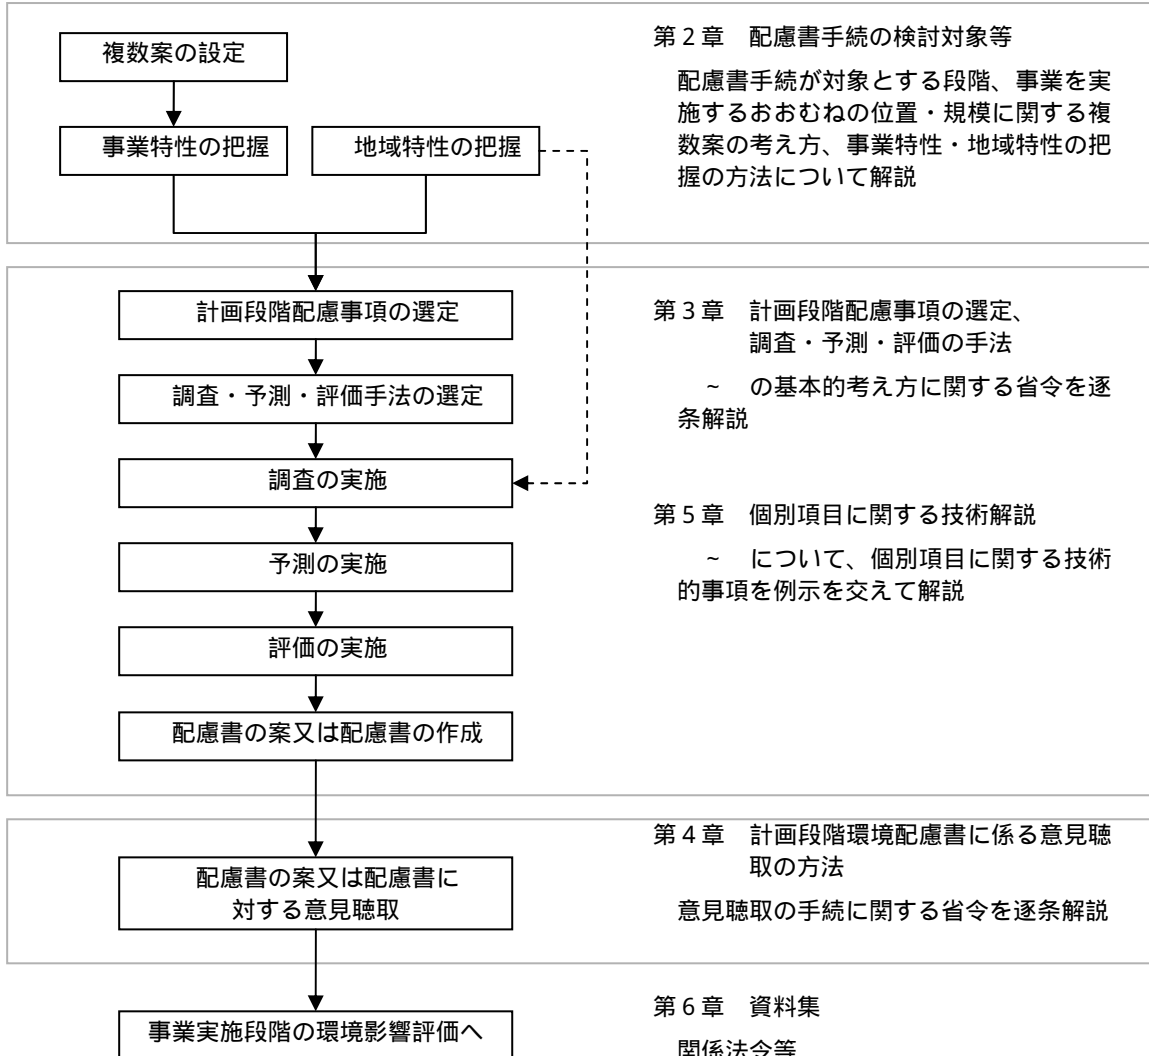 複数案の設定
事業特性の把握
地域特性の把握
第２章　配慮書手続の検討対象等
配慮書手続が対象とする段階、事業を実
施するおおむねの位置・規模に関する複
数案の考え方、事業特性・地域特性の把
握の方法について解説
計画段階配慮事項の選定
調査・予測・評価手法の選定
調査の実施
予測の実施
評価の実施
配慮書の案又は配慮書の作成
第３章　計画段階配慮事項の選定、
調査・予測・評価の手法
～　の基本的考え方に関する省令を逐
条解説
第５章　個別項目に関する技術解説
～　について、個別項目に関する技術
的事項を例示を交えて解説
配慮書の案又は配慮書に
対する意見聴取
第４章　計画段階環境配慮書に係る意見聴
取の方法
意見聴取の手続に関する省令を逐条解説
事業実施段階の環境影響評価へ
第６章　資料集
関係法令等